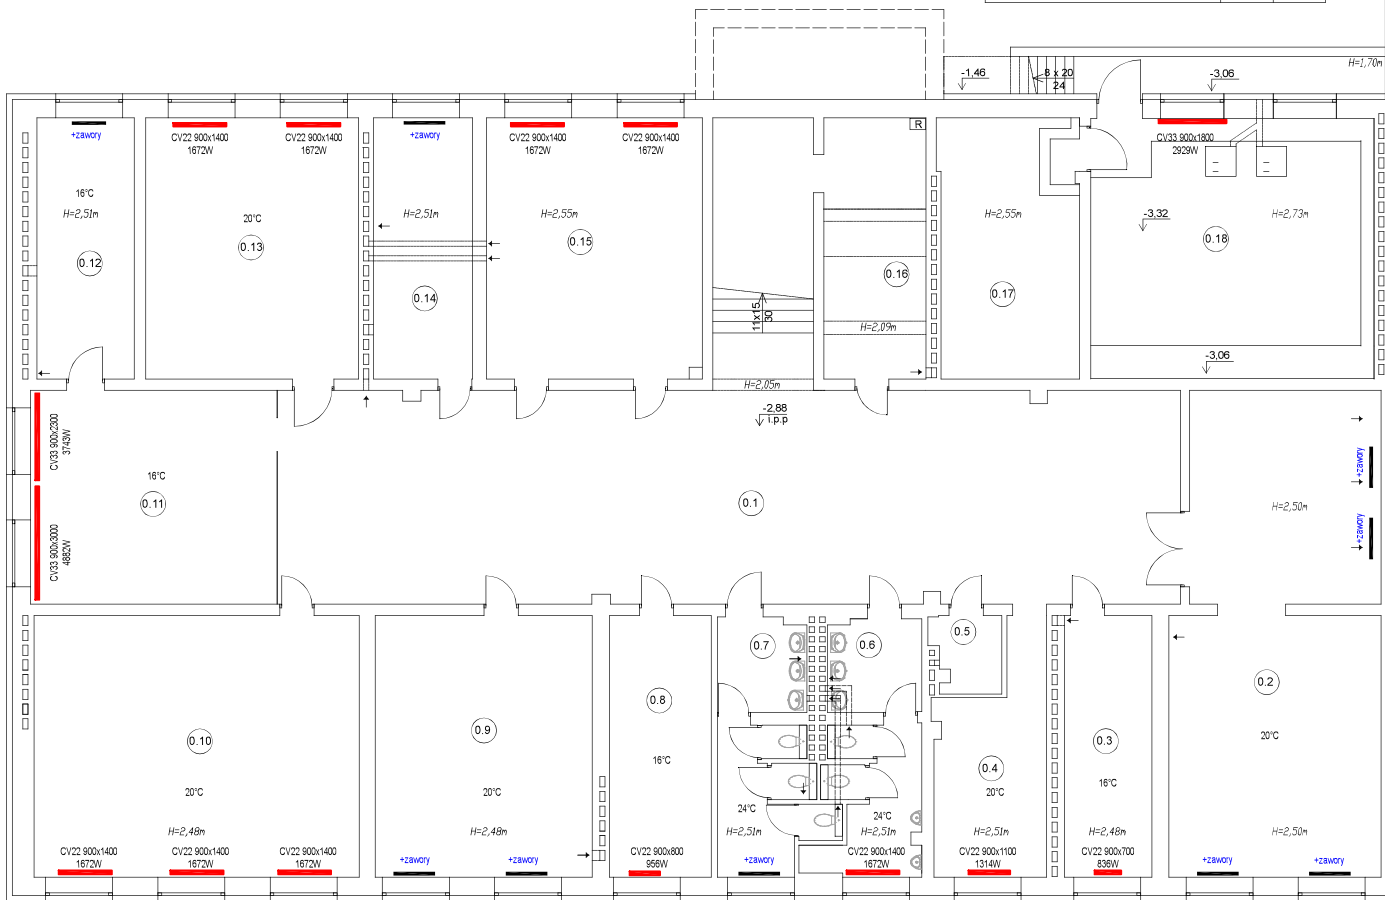 H=1,70m
-1,46
8 x 20
24
-3,06
R
+zawory
CV22 900x1400
1672W
CV22 900x1400
1672W
+zawory
CV22 900x1400
1672W
CV22 900x1400
1672W
CV33 900x1800
2929W
16°C
H=2,51m
20°C
H=2,51m
H=2,55m
H=2,55m
-3,32
H=2,73m
0.12
0.13
0.14
0.15
0.16
0.17
0.18
11x15
30
H=2,09m
-3,06
H=2,05m
-2,88
i.p.p
CV33 900x2300
3743W
16°C
0.11
CV33 900x3000
4882W
0.1
H=2,50m
+zawory
+zawory
0.7
0.6
0.5
0.2
0.8
0.10
0.9
0.4
0.3
20°C
16°C
20°C
20°C
20°C
16°C
24°C
24°C
H=2,48m
H=2,48m
H=2,51m
H=2,51m
H=2,51m
H=2,48m
H=2,50m
CV22 900x1400
1672W
CV22 900x1400
1672W
CV22 900x1400
1672W
+zawory
+zawory
CV22 900x800
956W
+zawory
CV22 900x1400
1672W
CV22 900x1100
1314W
CV22 900x700
836W
+zawory
+zawory